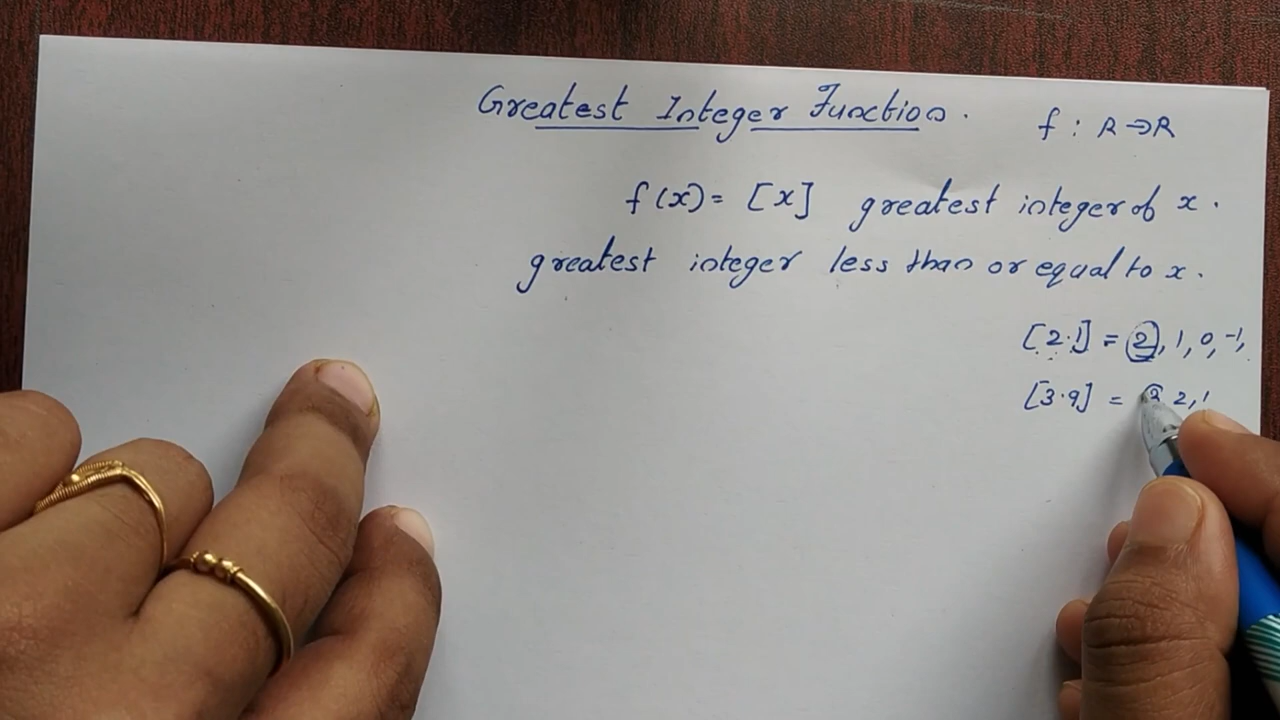 Greatest Integer Function. f : R → R
f(x) = [x] greatest integer of x.
greatest integer less than or equal to x.
[2.1] = 2, 1, 0, -1,
[3.9] = 3 2, 1